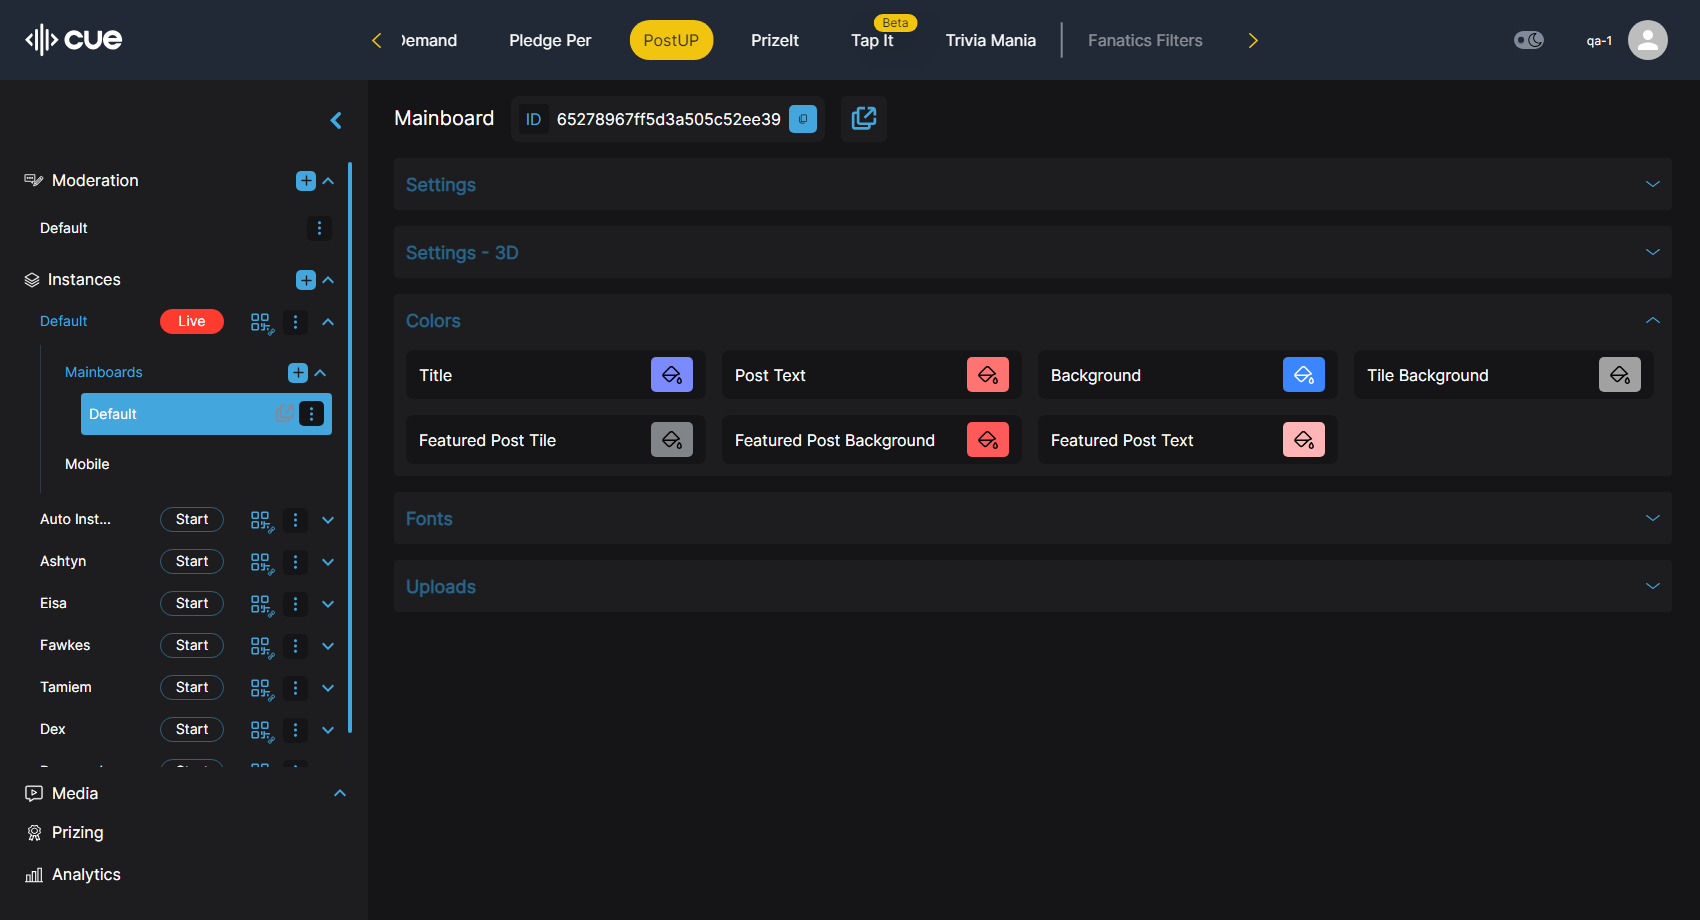 cue
Demand
Pledge Per
PostUP
PrizeIt
Beta
Tap It
Trivia Mania
Fanatics Filters
qa-1
Mainboard
ID
65278967ff5d3a505c52ee39
Moderation
Default
Instances
Default
Live
Mainboards
Default
Mobile
Auto Inst...
Start
Ashtyn
Start
Eisa
Start
Fawkes
Start
Tamiem
Start
Dex
Start
Media
Prizing
Analytics
Settings
Settings - 3D
Colors
Title
Post Text
Background
Tile Background
Featured Post Tile
Featured Post Background
Featured Post Text
Fonts
Uploads